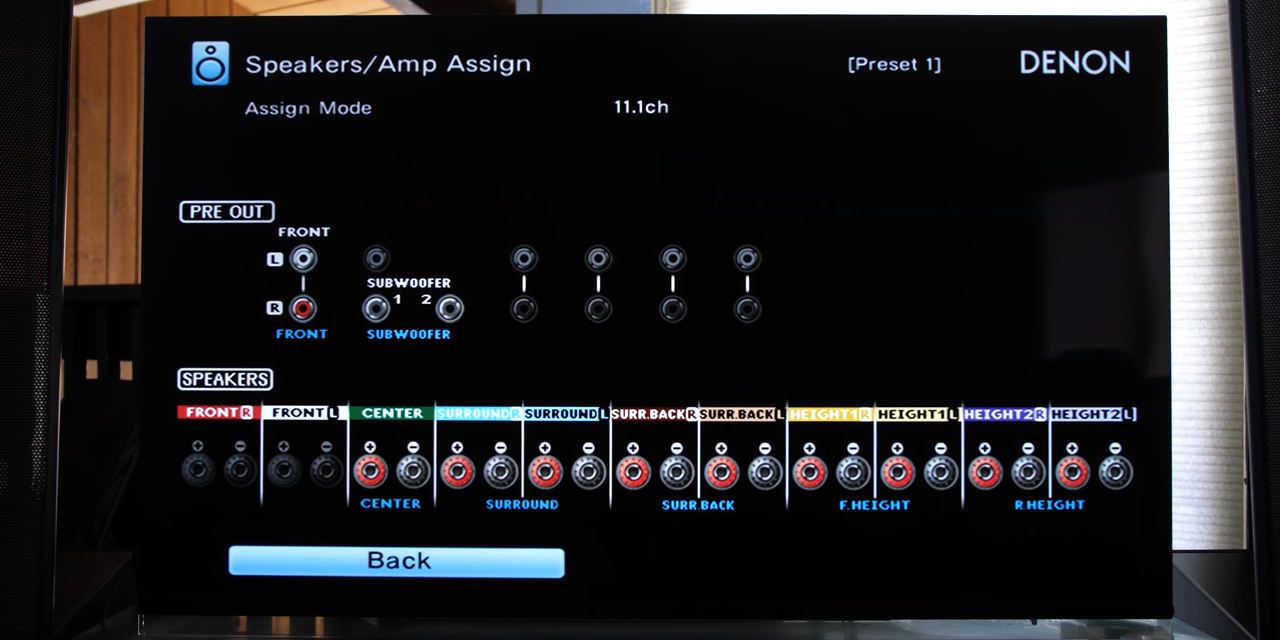 Speakers/Amp Assign [Preset 1] DENON
Assign Mode 11.1ch
PRE OUT
FRONT
L
SUBWOOFER
R 1 2
FRONT SUBWOOFER
SPEAKERS
FRONT R FRONT L CENTER SURROUND R SURROUND L SURR.BACK R SURR.BACK L HEIGHT1 R HEIGHT1 L HEIGHT2 R HEIGHT2 L
+ - + - + - + - + - + - + - + - + - + - + -
CENTER SURROUND SURR.BACK F.HEIGHT R.HEIGHT
Back